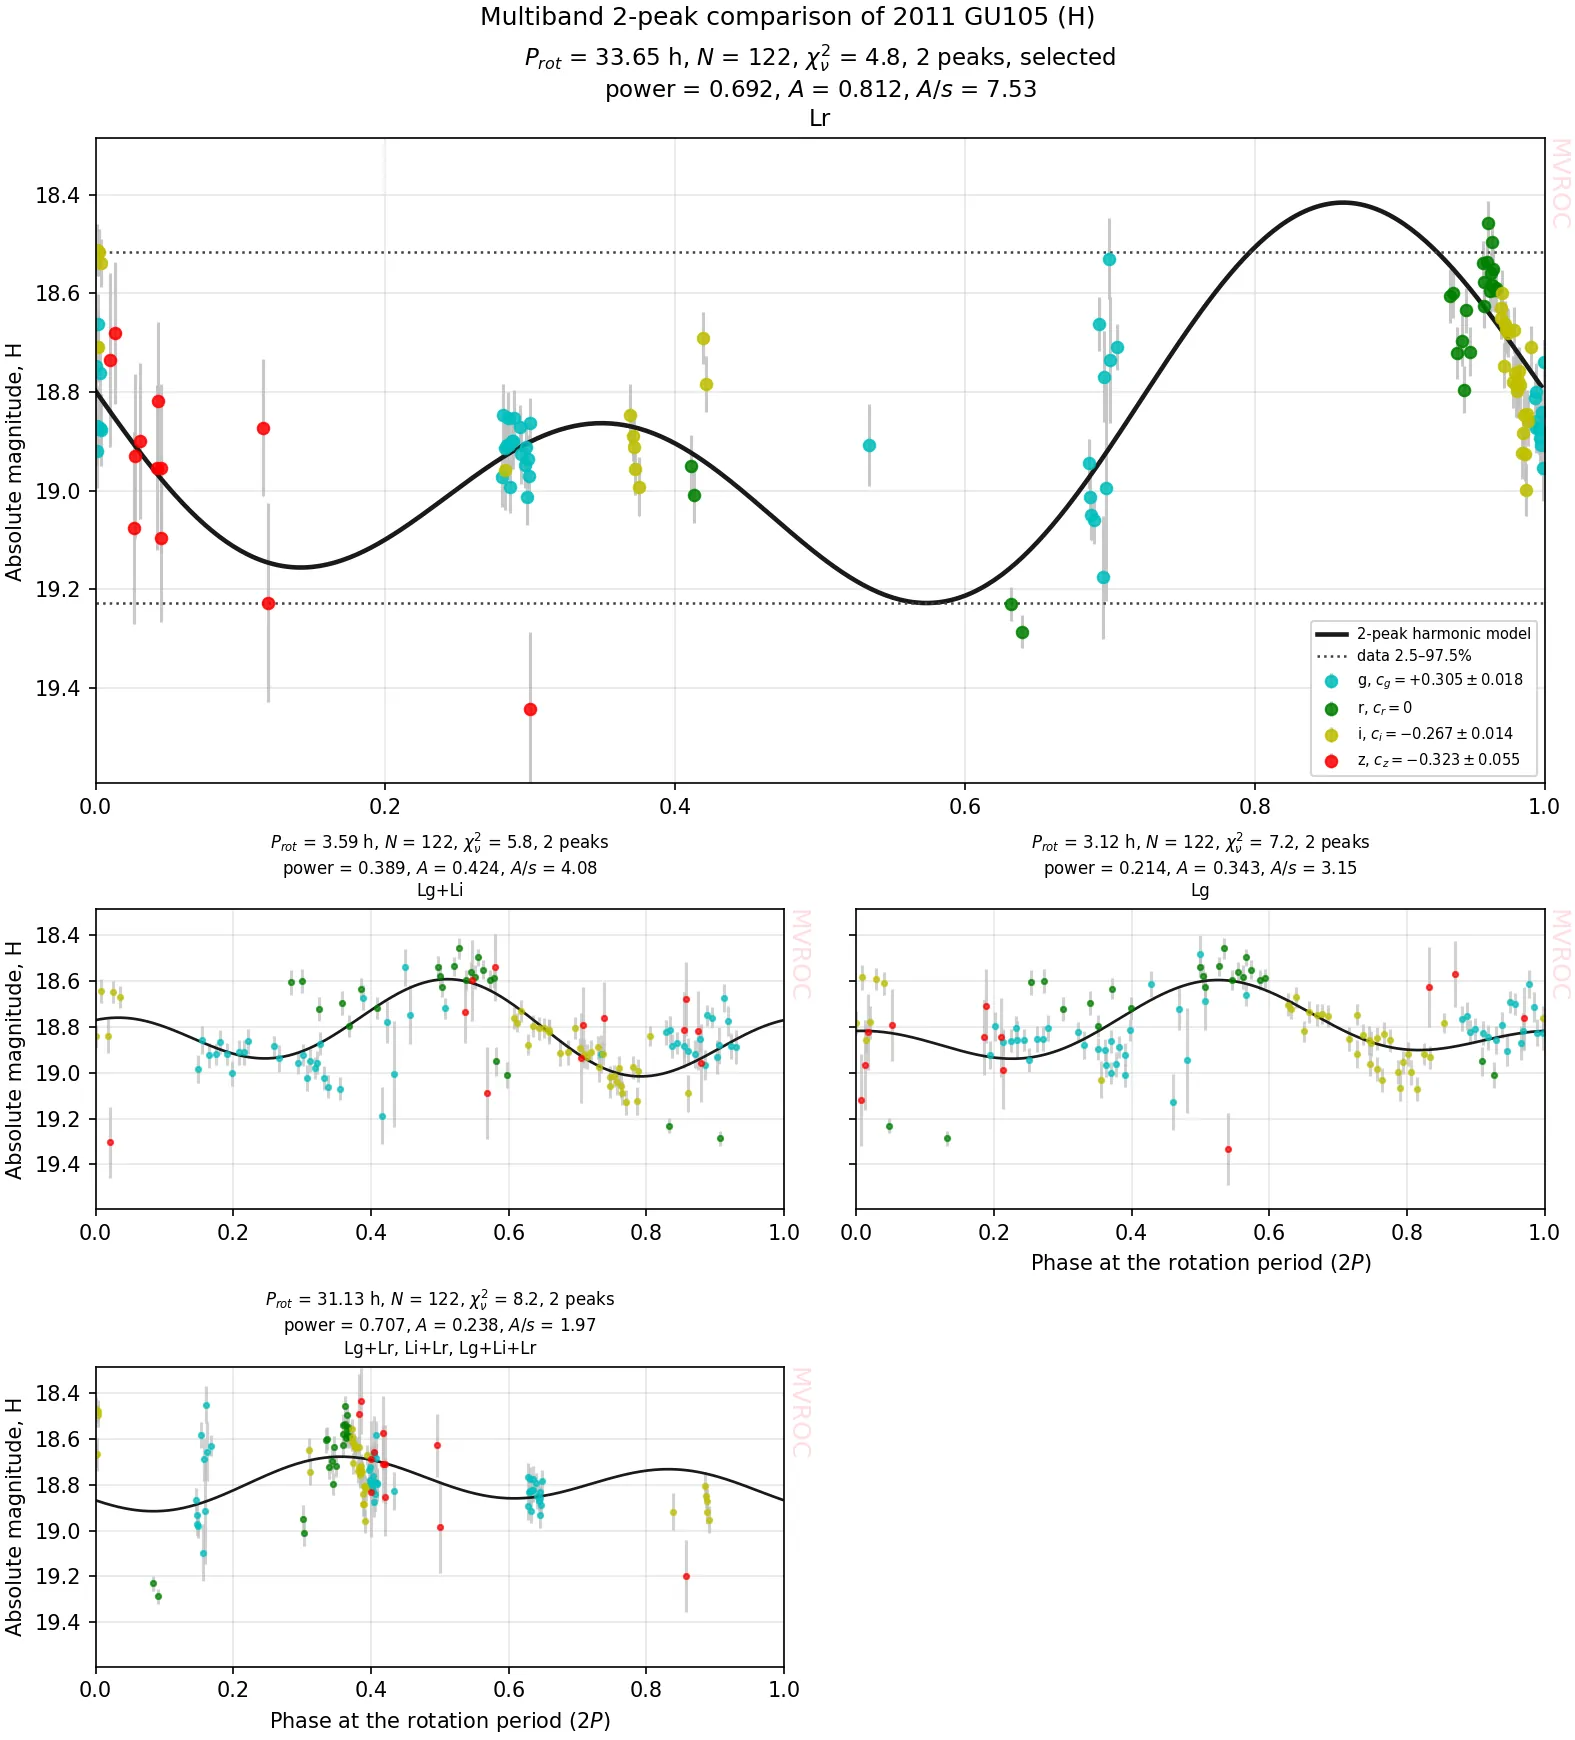 Multiband 2-peak comparison of 2011 GU105 (H)
P_rot = 33.65 h, N = 122, χ²_ν = 4.8, 2 peaks, selected
power = 0.692, A = 0.812, A/s = 7.53
Lr
MVROC
18.4
18.6
18.8
19.0
19.2
19.4
Absolute magnitude, H
2-peak harmonic model
data 2.5–97.5%
g, c_g = +0.305 ± 0.018
r, c_r = 0
i, c_i = −0.267 ± 0.014
z, c_z = −0.323 ± 0.055
0.0 0.2 0.4 0.6 0.8 1.0
P_rot = 3.59 h, N = 122, χ²_ν = 5.8, 2 peaks
power = 0.389, A = 0.424, A/s = 4.08
Lg+Li
MVROC
18.4
18.6
18.8
19.0
19.2
19.4
Absolute magnitude, H
0.0 0.2 0.4 0.6 0.8 1.0
P_rot = 3.12 h, N = 122, χ²_ν = 7.2, 2 peaks
power = 0.214, A = 0.343, A/s = 3.15
Lg
MVROC
0.0 0.2 0.4 0.6 0.8 1.0
Phase at the rotation period (2P)
P_rot = 31.13 h, N = 122, χ²_ν = 8.2, 2 peaks
power = 0.707, A = 0.238, A/s = 1.97
Lg+Lr, Li+Lr, Lg+Li+Lr
MVROC
18.4
18.6
18.8
19.0
19.2
19.4
Absolute magnitude, H
0.0 0.2 0.4 0.6 0.8 1.0
Phase at the rotation period (2P)